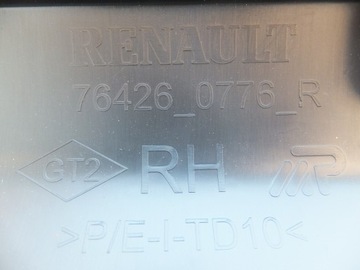 RENAULT
76426_0776_R
GT2 RH
>P/E-I-TD10<